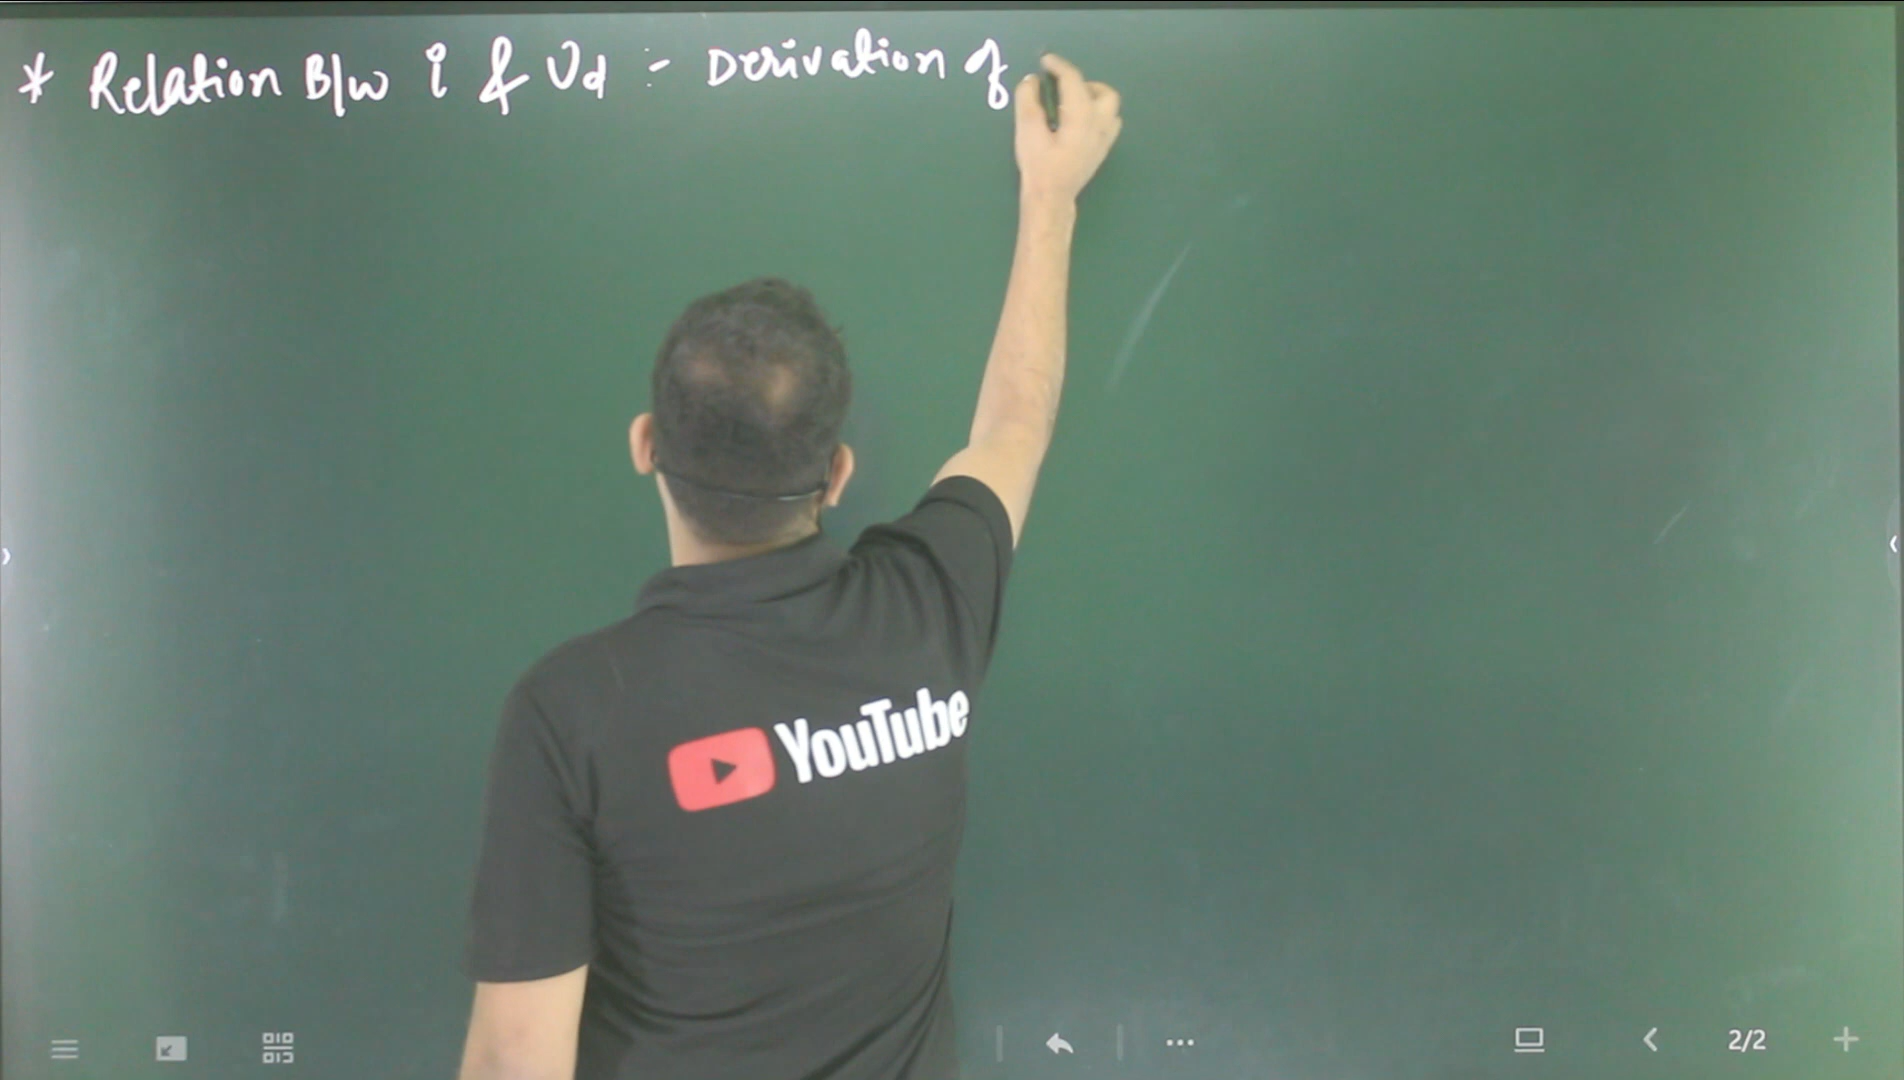 * Relation B/w i & Vd :- Derivation of
YouTube
2/2